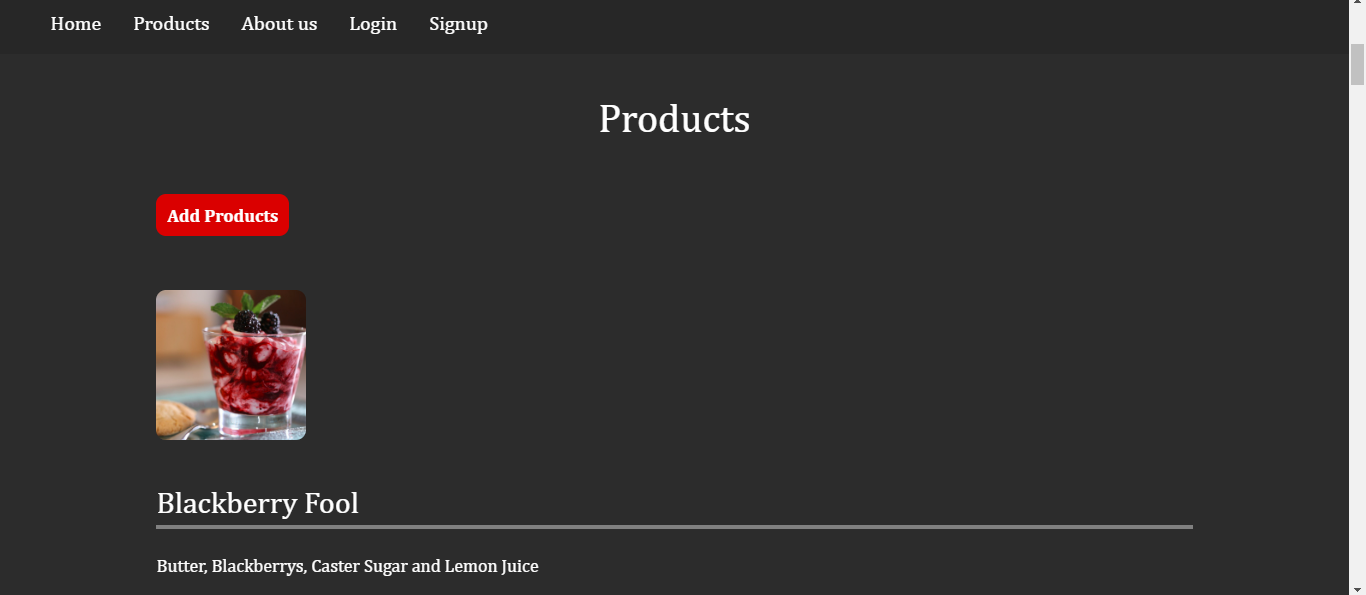 Home Products About us Login Signup
Products
Add Products
Blackberry Fool
Butter, Blackberrys, Caster Sugar and Lemon Juice